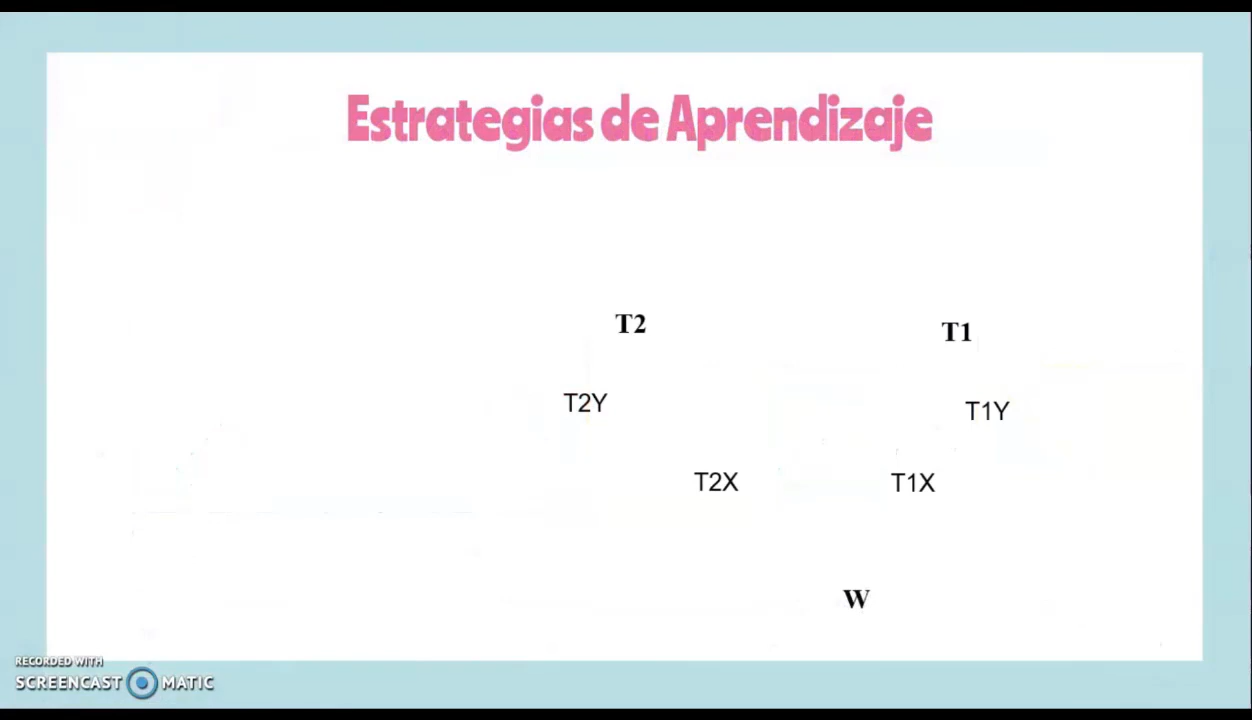 Estrategias de Aprendizaje
T2
T1
T2Y
T1Y
T2X
T1X
W
RECORDED WITH
SCREENCAST MATIC